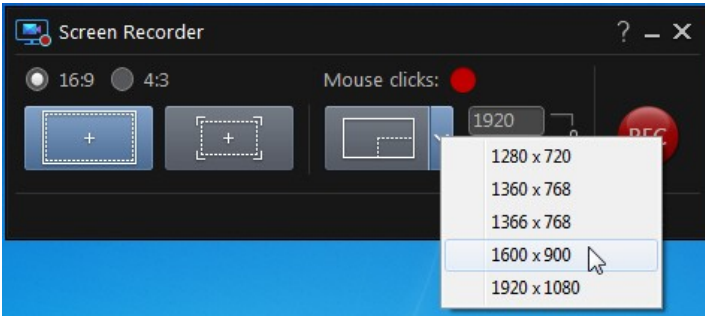 Screen Recorder ?
16:9 4:3 Mouse clicks:
1920
REC
1280 x 720
1360 x 768
1366 x 768
1600 x 900
1920 x 1080